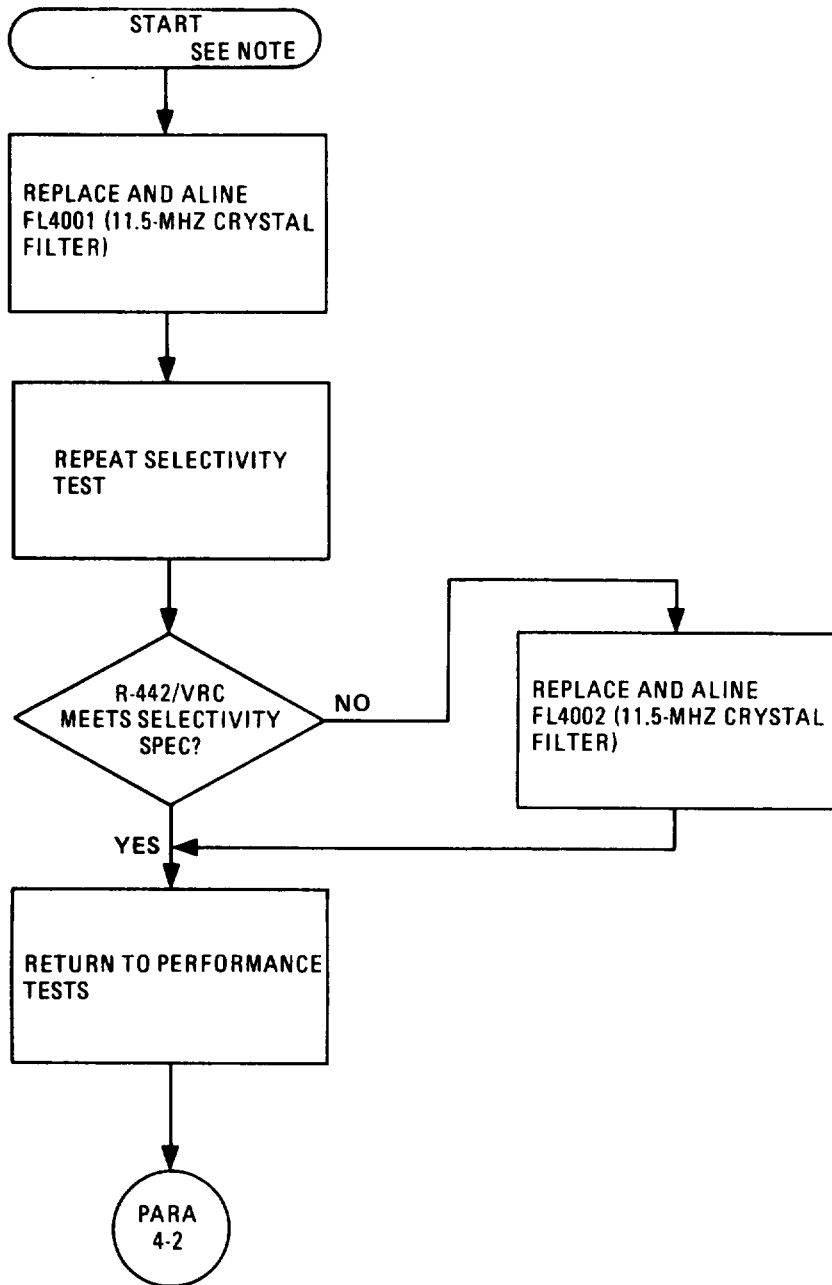 START
SEE NOTE
REPLACE AND ALINE
FL4001 (11.5-MHZ CRYSTAL
FILTER)
REPEAT SELECTIVITY
TEST
R-442/VRC
MEETS SELECTIVITY
SPEC?
NO
REPLACE AND ALINE
FL4002 (11.5-MHZ CRYSTAL
FILTER)
YES
RETURN TO PERFORMANCE
TESTS
PARA
4-2